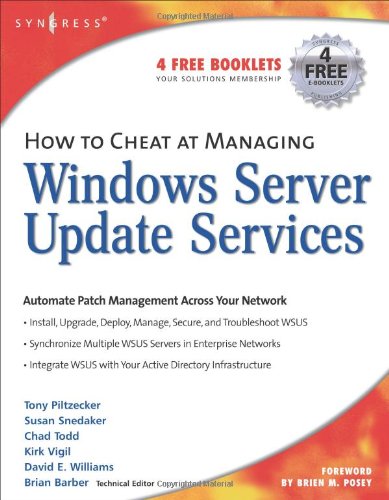 SYNGRESS
4 FREE BOOKLETS
YOUR SOLUTIONS MEMBERSHIP
SYNGRESS
4
FREE
E-BOOKLETS
PUBLISHING
HOW TO CHEAT AT MANAGING
Windows Server
Update Services
Automate Patch Management Across Your Network
• Install, Upgrade, Deploy, Manage, Secure, and Troubleshoot WSUS
• Synchronize Multiple WSUS Servers in Enterprise Networks
• Integrate WSUS with Your Active Directory Infrastructure
Tony Piltzecker
Susan Snedaker
Chad Todd
Kirk Vigil
David E. Williams
Brian Barber Technical Editor
FOREWORD
BY BRIEN M. POSEY